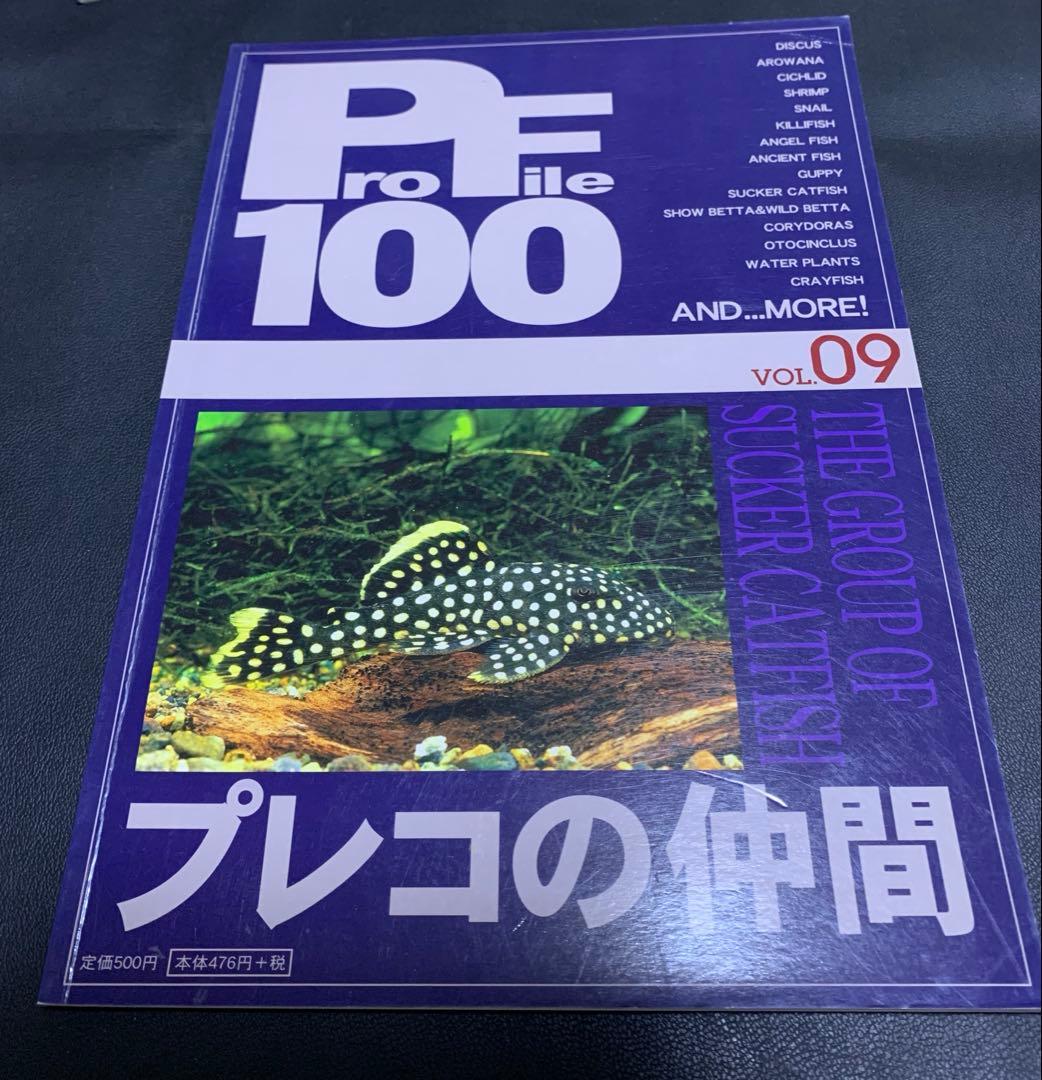 ProFile
100
DISCUS
AROWANA
CICHLID
SHRIMP
SNAIL
KILLIFISH
ANGEL FISH
ANCIENT FISH
GUPPY
SUCKER CATFISH
SHOW BETTA&WILD BETTA
CORYDORAS
OTOCINCLUS
WATER PLANTS
CRAYFISH
AND...MORE!
VOL.09
THE GROUP OF
SUCKER CATFISH
プレコの仲間
定価500円 本体476円+税